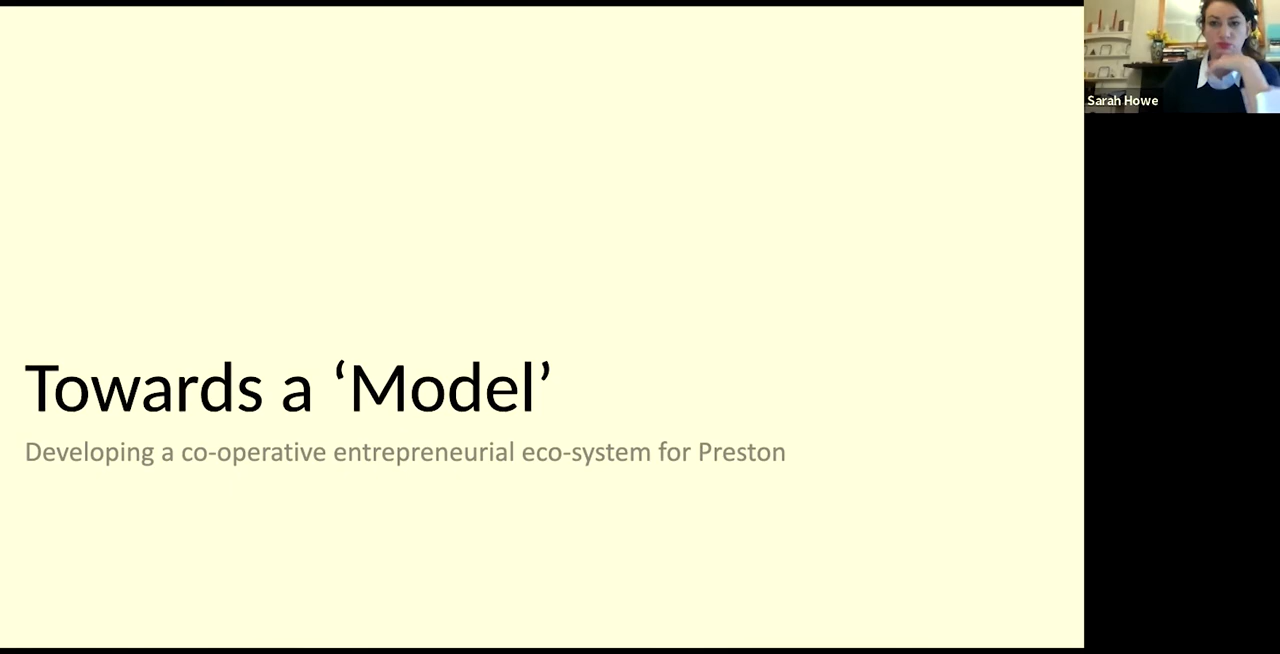 Towards a ‘Model’
Developing a co-operative entrepreneurial eco-system for Preston
Sarah Howe